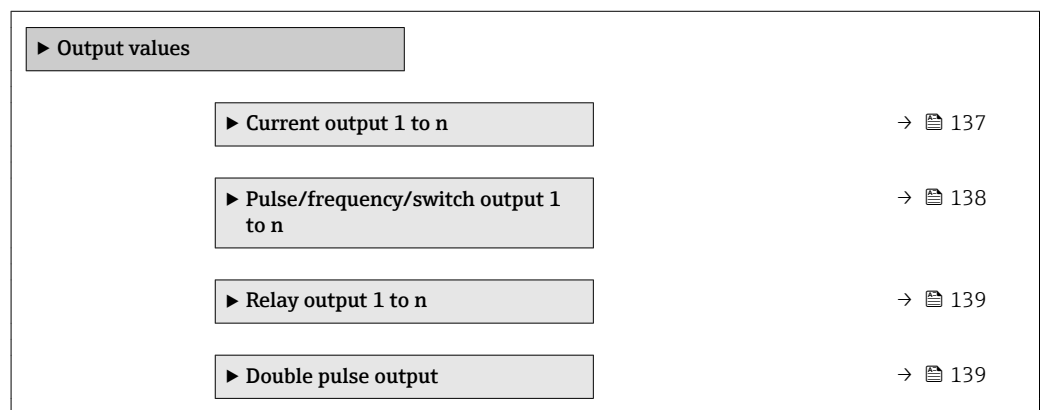 ▶ Output values
▶ Current output 1 to n → 137
▶ Pulse/frequency/switch output 1 → 138
to n
▶ Relay output 1 to n → 139
▶ Double pulse output → 139